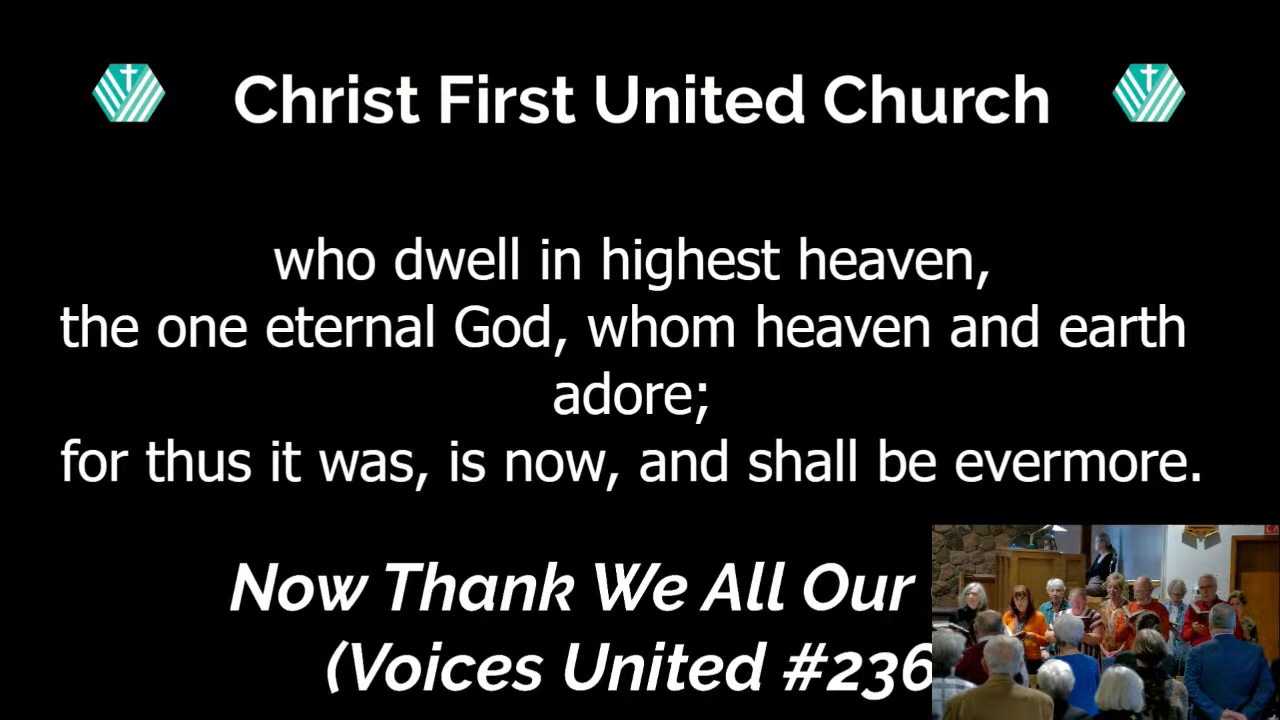 Christ First United Church
who dwell in highest heaven,
the one eternal God, whom heaven and earth
adore;
for thus it was, is now, and shall be evermore.
Now Thank We All Our
(Voices United #236